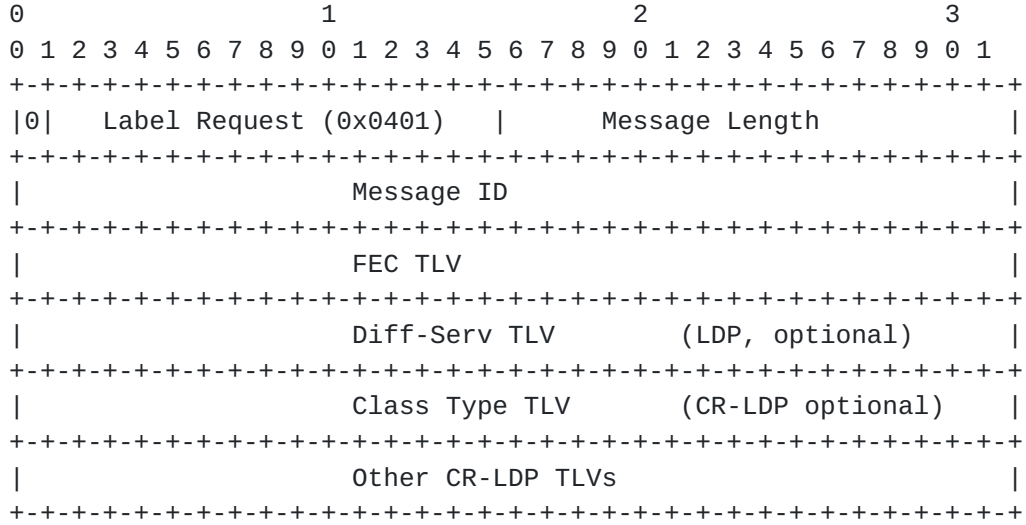 0                   1                   2                   3
0 1 2 3 4 5 6 7 8 9 0 1 2 3 4 5 6 7 8 9 0 1 2 3 4 5 6 7 8 9 0 1
+-+-+-+-+-+-+-+-+-+-+-+-+-+-+-+-+-+-+-+-+-+-+-+-+-+-+-+-+-+-+-+-+
|0|   Label Request (0x0401)   |      Message Length            |
+-+-+-+-+-+-+-+-+-+-+-+-+-+-+-+-+-+-+-+-+-+-+-+-+-+-+-+-+-+-+-+-+
|                     Message ID                                |
+-+-+-+-+-+-+-+-+-+-+-+-+-+-+-+-+-+-+-+-+-+-+-+-+-+-+-+-+-+-+-+-+
|                     FEC TLV                                   |
+-+-+-+-+-+-+-+-+-+-+-+-+-+-+-+-+-+-+-+-+-+-+-+-+-+-+-+-+-+-+-+-+
|                     Diff-Serv TLV        (LDP, optional)      |
+-+-+-+-+-+-+-+-+-+-+-+-+-+-+-+-+-+-+-+-+-+-+-+-+-+-+-+-+-+-+-+-+
|                     Class Type TLV       (CR-LDP optional)    |
+-+-+-+-+-+-+-+-+-+-+-+-+-+-+-+-+-+-+-+-+-+-+-+-+-+-+-+-+-+-+-+-+
|                     Other CR-LDP TLVs                         |
+-+-+-+-+-+-+-+-+-+-+-+-+-+-+-+-+-+-+-+-+-+-+-+-+-+-+-+-+-+-+-+-+